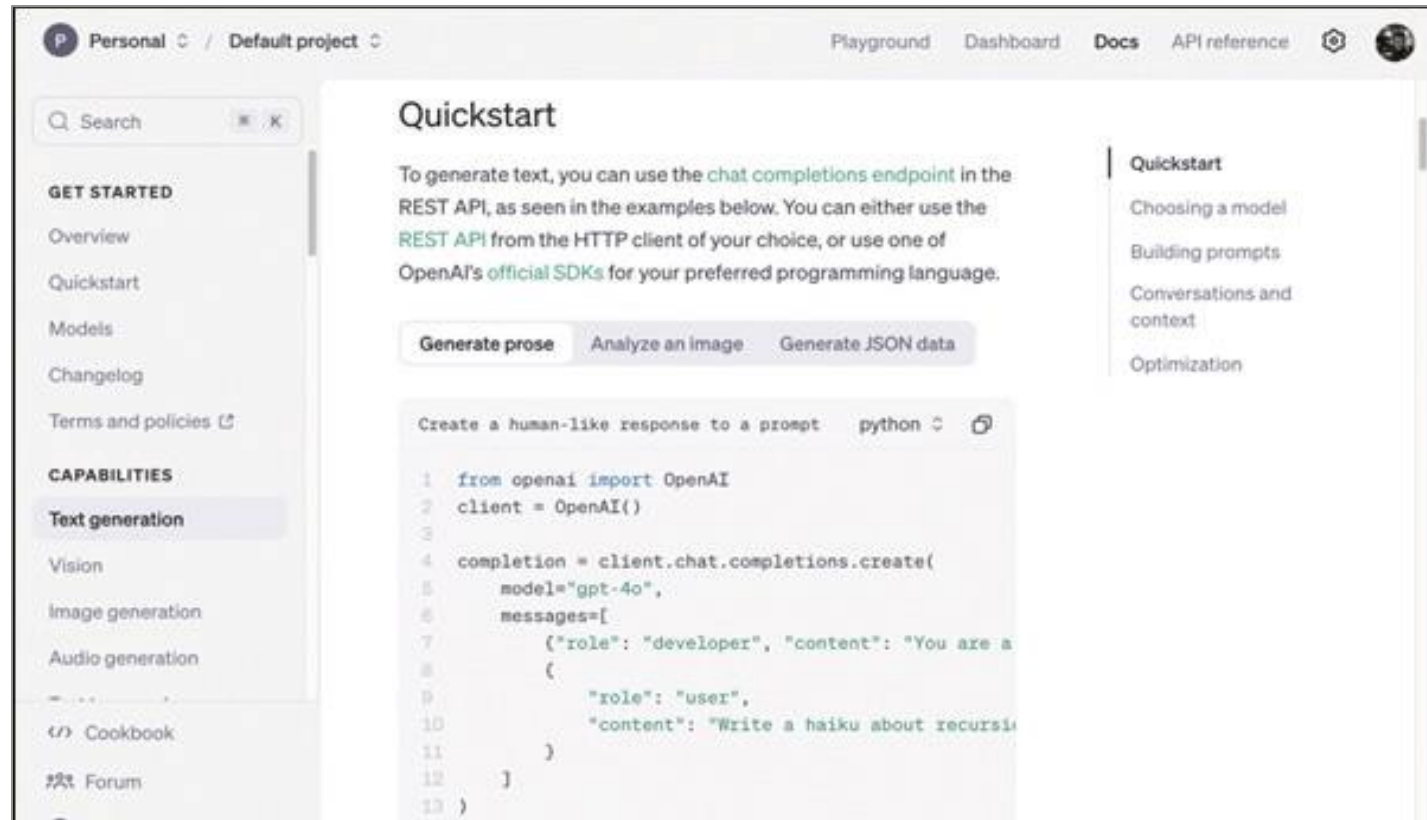 P Personal / Default project
Playground Dashboard Docs API reference
Search ⌘ K
GET STARTED
Overview
Quickstart
Models
Changelog
Terms and policies
CAPABILITIES
Text generation
Vision
Image generation
Audio generation
</> Cookbook
Forum
Quickstart
To generate text, you can use the chat completions endpoint in the
REST API, as seen in the examples below. You can either use the
REST API from the HTTP client of your choice, or use one of
OpenAI's official SDKs for your preferred programming language.
Generate prose Analyze an image Generate JSON data
Create a human-like response to a prompt python
1 from openai import OpenAI
2 client = OpenAI()
3
4 completion = client.chat.completions.create(
5 model="gpt-4o",
6 messages=[
7 {"role": "developer", "content": "You are a
8 {
9 "role": "user",
10 "content": "Write a haiku about
11 }
12 ]
13 )
Quickstart
Choosing a model
Building prompts
Conversations and
context
Optimization